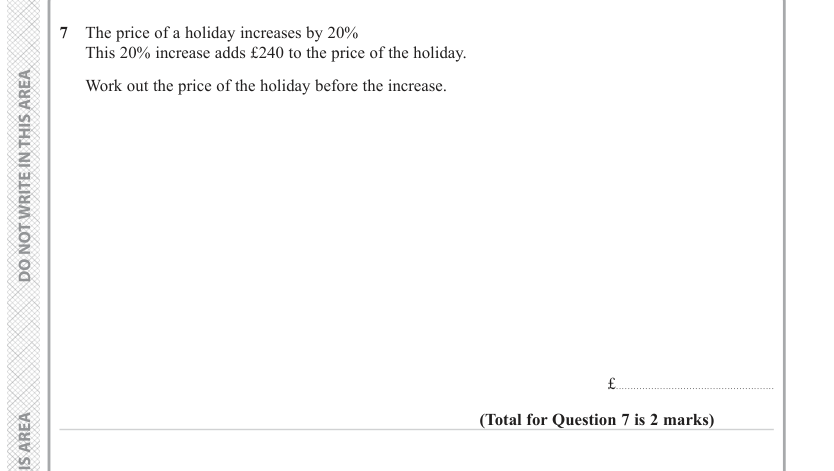 7 The price of a holiday increases by 20%
This 20% increase adds £240 to the price of the holiday.
Work out the price of the holiday before the increase.
£
(Total for Question 7 is 2 marks)
DO NOT WRITE IN THIS AREA
IS AREA